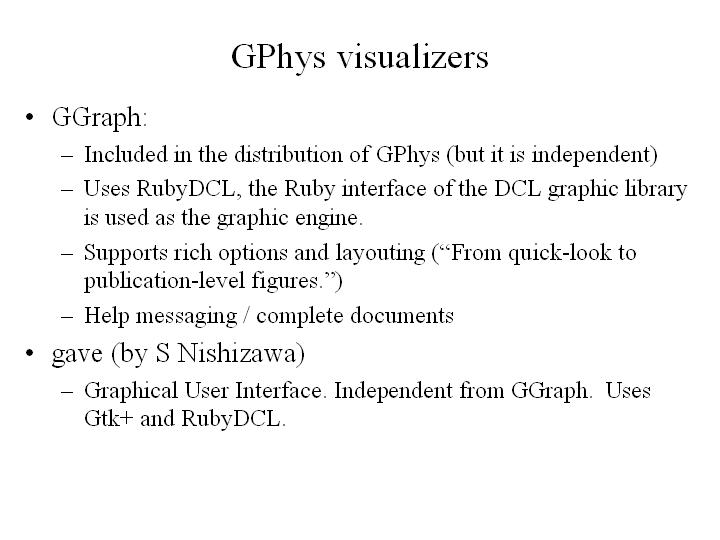 GPhys visualizers
• GGraph:
– Included in the distribution of GPhys (but it is independent)
– Uses RubyDCL, the Ruby interface of the DCL graphic library
is used as the graphic engine.
– Supports rich options and layouting (“From quick-look to
publication-level figures.”)
– Help messaging / complete documents
• gave (by S Nishizawa)
– Graphical User Interface. Independent from GGraph.  Uses
Gtk+ and RubyDCL.